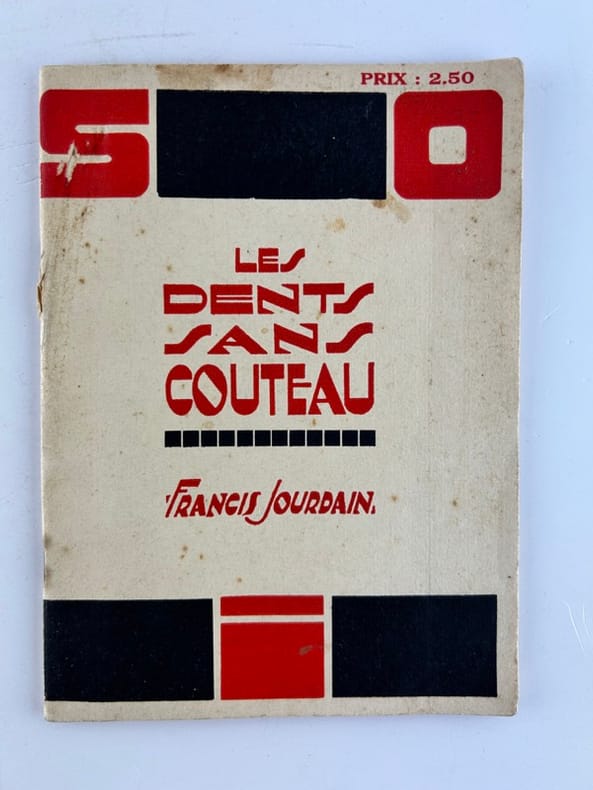 PRIX : 2.50
S O
LES
DENTS
SANS
COUTEAU
FRANCIS JOURDAIN
i